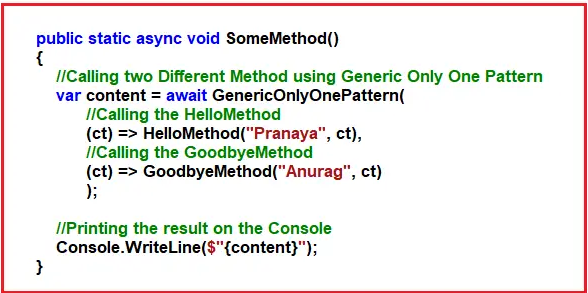 public static async void SomeMethod()
{
//Calling two Different Method using Generic Only One Pattern
var content = await GenericOnlyOnePattern(
//Calling the HelloMethod
(ct) => HelloMethod("Pranaya", ct),
//Calling the GoodbyeMethod
(ct) => GoodbyeMethod("Anurag", ct)
);
//Printing the result on the Console
Console.WriteLine($"{content}");
}